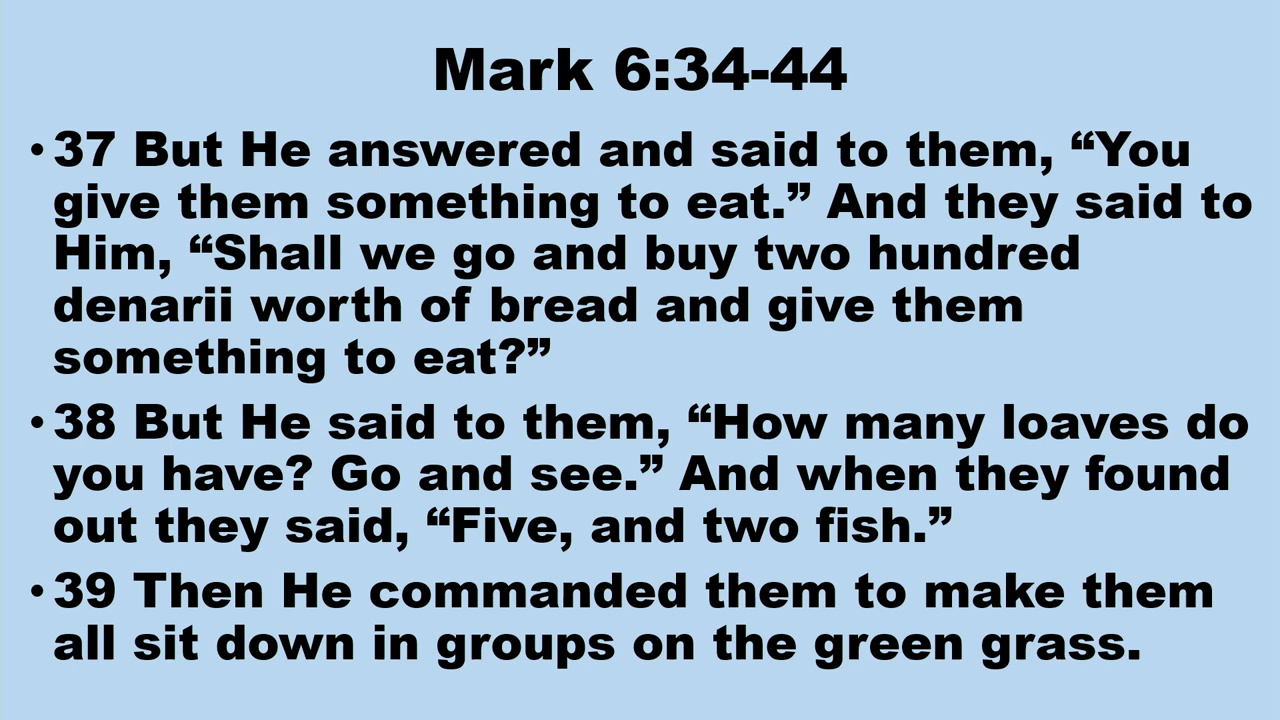 Mark 6:34-44
• 37 But He answered and said to them, “You
give them something to eat.” And they said to
Him, “Shall we go and buy two hundred
denarii worth of bread and give them
something to eat?”
• 38 But He said to them, “How many loaves do
you have? Go and see.” And when they found
out they said, “Five, and two fish.”
• 39 Then He commanded them to make them
all sit down in groups on the green grass.